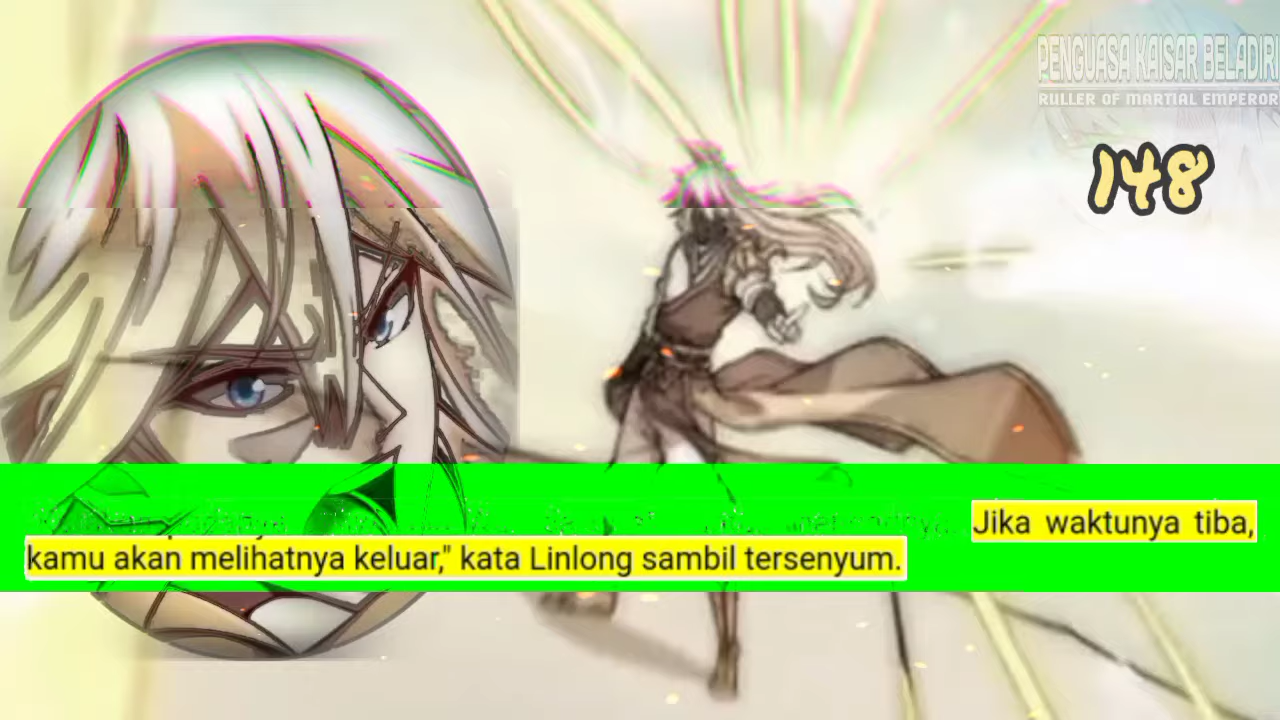 PENGUASA KAISAR BELADIRI
RULLER OF MARTIAL EMPEROR
148
Jika waktunya tiba,
kamu akan melihatnya keluar," kata Linlong sambil tersenyum.